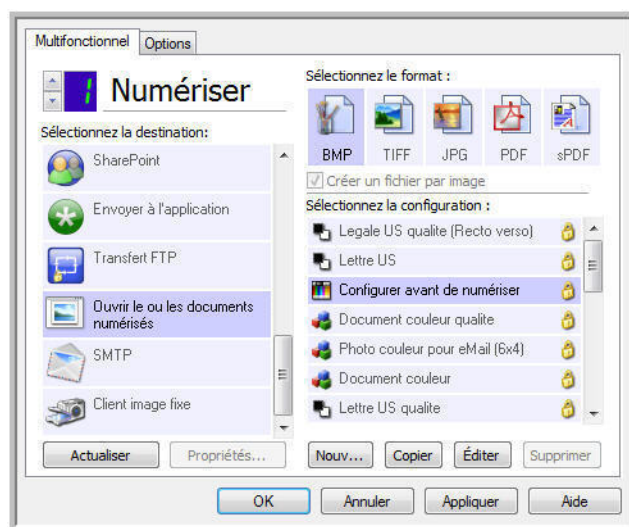 Multifonctionnel
Options
1
Numériser
Sélectionnez la destination:
SharePoint
Envoyer à l'application
Transfert FTP
Ouvrir le ou les documents
numérisés
SMTP
Client image fixe
Actualiser
Propriétés...
Sélectionnez le format :
BMP
TIFF
JPG
PDF
sPDF
Créer un fichier par image
Sélectionnez la configuration :
Legale US qualite (Recto verso)
Lettre US
Configurer avant de numériser
Document couleur qualite
Photo couleur pour eMail (6x4)
Document couleur
Lettre US qualite
Nouv...
Copier
Éditer
Supprimer
OK
Annuler
Appliquer
Aide